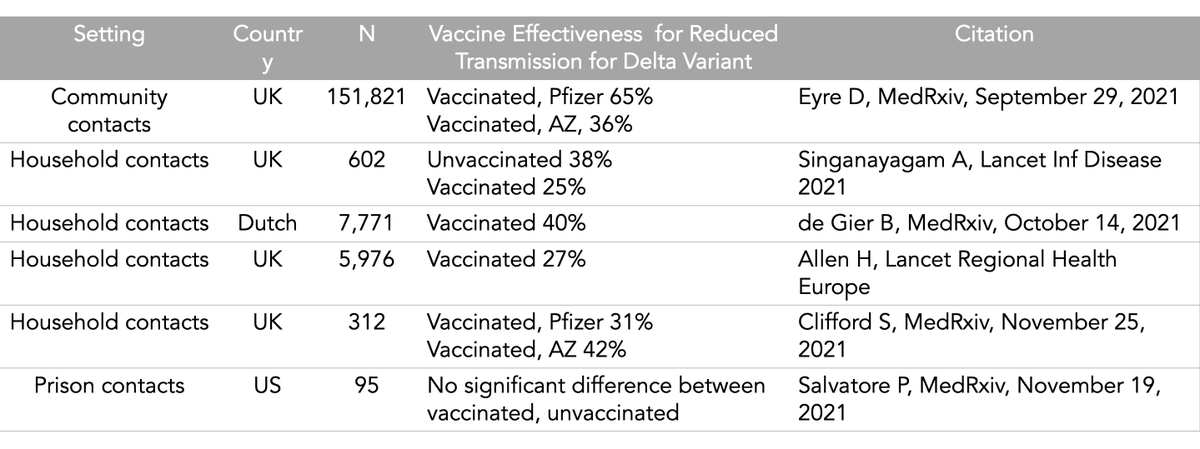 Setting Countr N Vaccine Effectiveness for Reduced Citation
y Transmission for Delta Variant
Community UK 151,821 Vaccinated, Pfizer 65% Eyre D, MedRxiv, September 29, 2021
contacts Vaccinated, AZ, 36%
Household contacts UK 602 Unvaccinated 38% Singanayagam A, Lancet Inf Disease
Vaccinated 25% 2021
Household contacts Dutch 7,771 Vaccinated 40% de Gier B, MedRxiv, October 14, 2021
Household contacts UK 5,976 Vaccinated 27% Allen H, Lancet Regional Health
Europe
Household contacts UK 312 Vaccinated, Pfizer 31% Clifford S, MedRxiv, November 25,
Vaccinated, AZ 42% 2021
Prison contacts US 95 No significant difference between Salvatore P, MedRxiv, November 19,
vaccinated, unvaccinated 2021